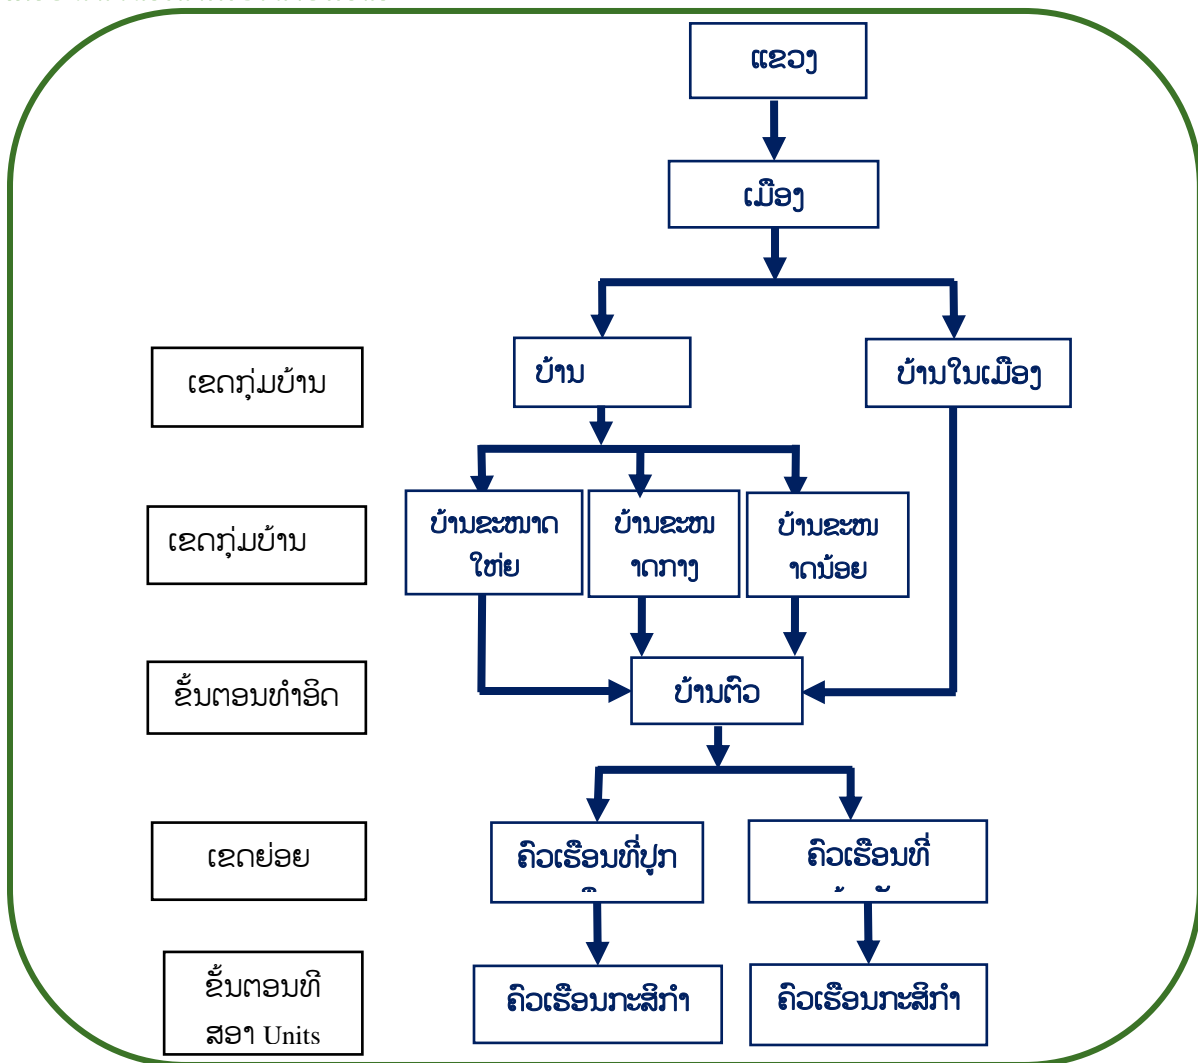 ແຂວງ
ເມືອງ
ເຂດກຸ່ມບ້ານ
ບ້ານ
ບ້ານໃນເມືອງ
ເຂດກຸ່ມບ້ານ
ບ້ານຂະໜາດ
ໃຫ່ຍ
ບ້ານຂະໜ
າດກາງ
ບ້ານຂະໜ
າດນ້ອຍ
ຂັ້ນຕອນທຳອິດ
ບ້ານຕົວ
ເຂດຍ່ອຍ
ຄົວເຮືອນທີ່ປູກ
ຄົວເຮືອນທີ່
ຂັ້ນຕອນທີ
ສອາ Units
ຄົວເຮືອນກະສິກຳ
ຄົວເຮືອນກະສິກຳ